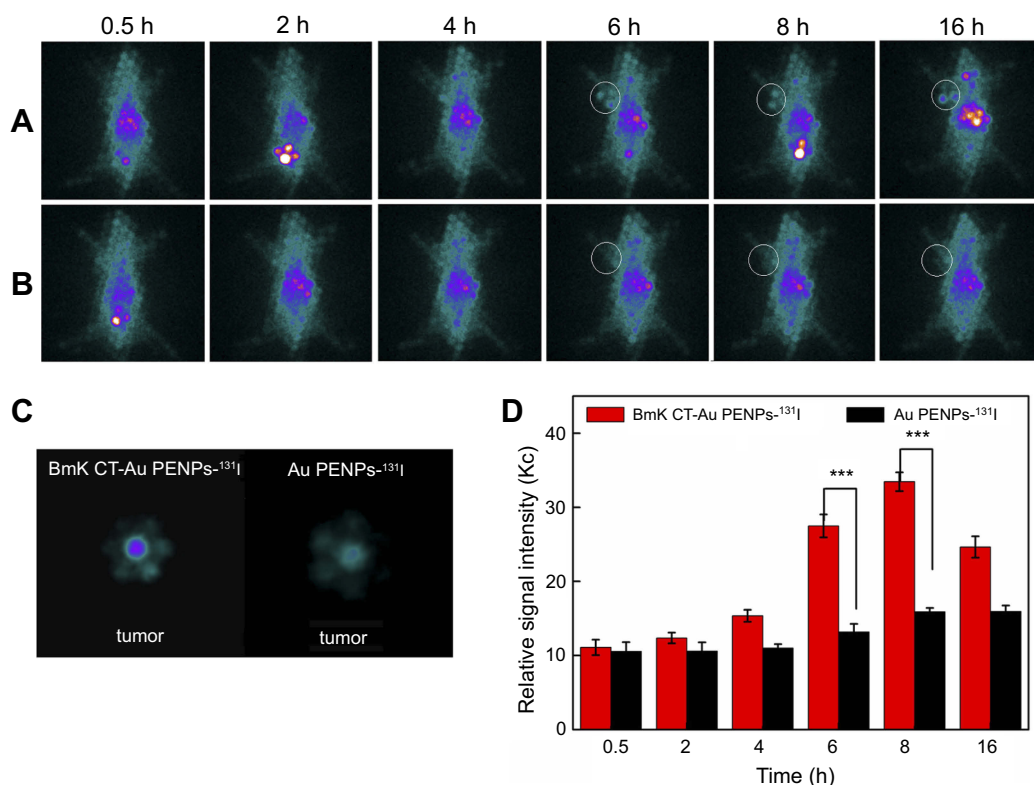 0.5 h 2 h 4 h 6 h 8 h 16 h
A
B
C
BmK CT-Au PENPs-¹³¹I Au PENPs-¹³¹I
tumor tumor
D
BmK CT-Au PENPs-¹³¹I Au PENPs-¹³¹I
Relative signal intensity (Kc)
40
30
20
10
0
***
***
0.5 2 4 6 8 16
Time (h)